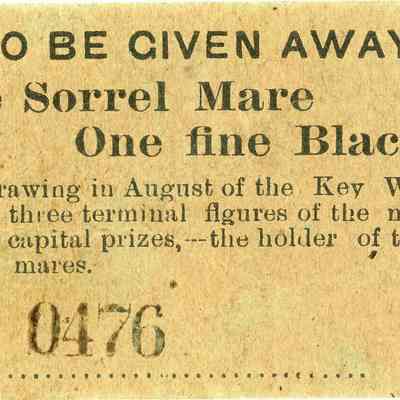 O BE GIVEN AWAY
e Sorrel Mare
One fine Blac
rawing in August of the Key W
three terminal figures of the n
capital prizes,--the holder of t
mares.
0476